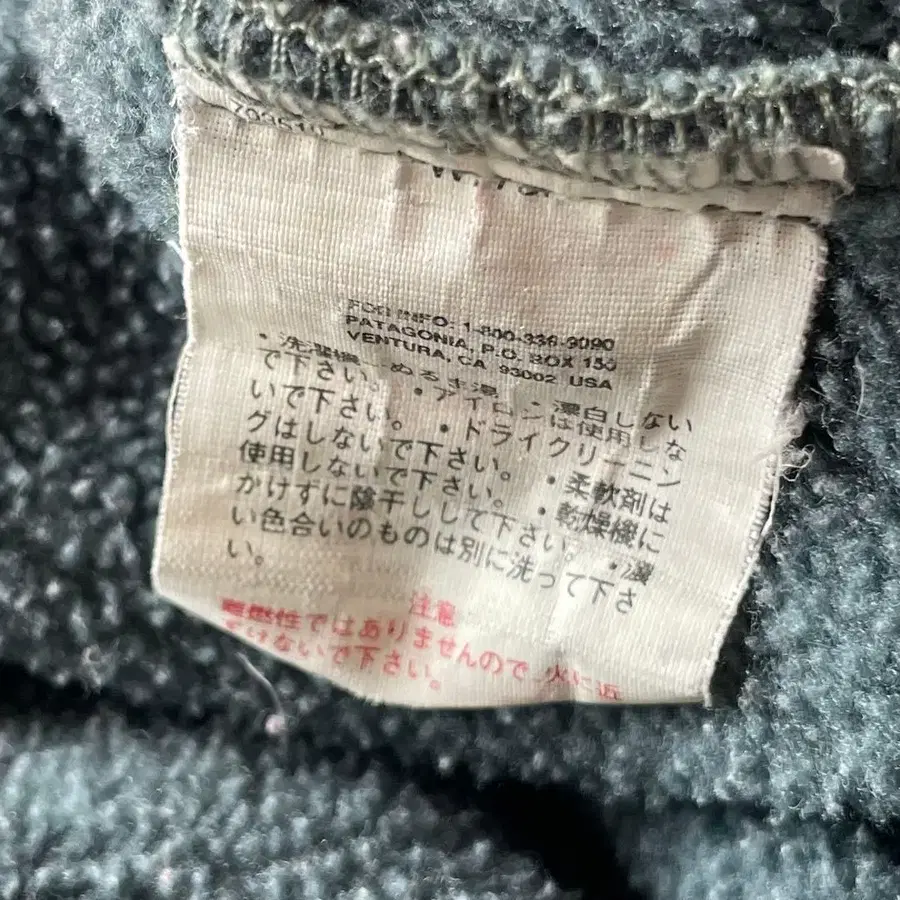 FOR INFO: 1-800-336-9090
PATAGONIA, P.O. BOX 150
VENTURA, CA 93002 USA
・洗濯機 ぬるま湯 ・漂白しない
で下さい。 ・アイロンは使用しな
いで下さい。 ・ドライクリーニン
グはしないで下さい。 ・柔軟剤は
使用しないで下さい。 ・乾燥機に
かけずに陰干しして下さい。 ・濃
い色合いのものは別に洗って下さ
い。
注意
難燃性ではありませんので 火に近
づけないで下さい。